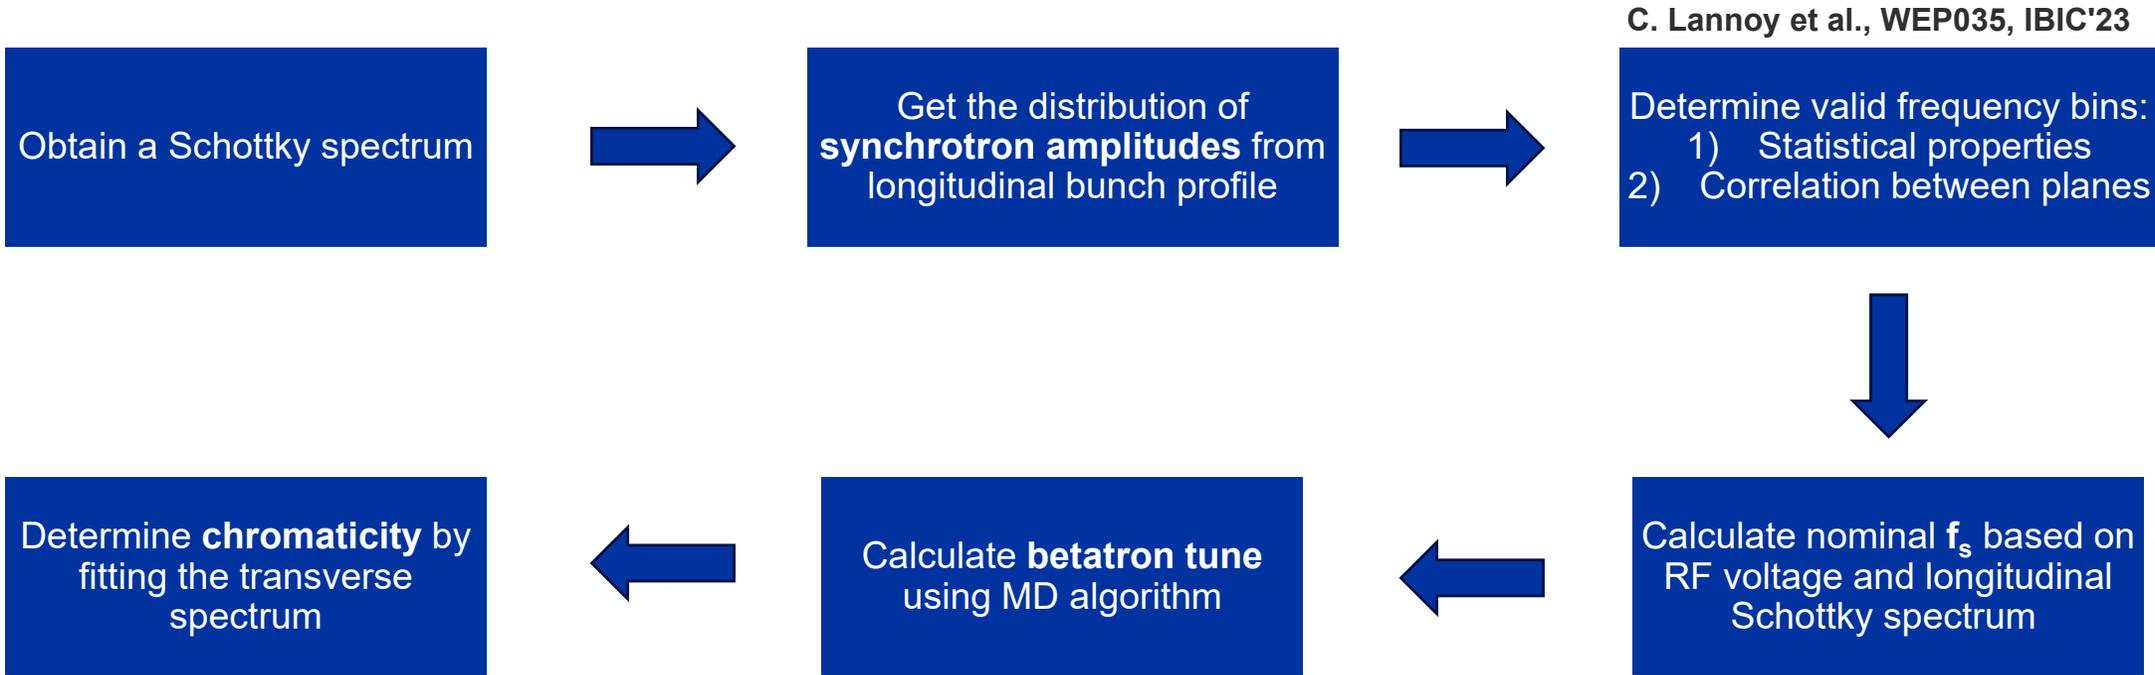 C. Lannoy et al., WEP035, IBIC'23
Obtain a Schottky spectrum
Get the distribution of
synchrotron amplitudes from
longitudinal bunch profile
Determine valid frequency bins:
1) Statistical properties
2) Correlation between planes
Calculate nominal fs based on
RF voltage and longitudinal
Schottky spectrum
Calculate betatron tune
using MD algorithm
Determine chromaticity by
fitting the transverse
spectrum